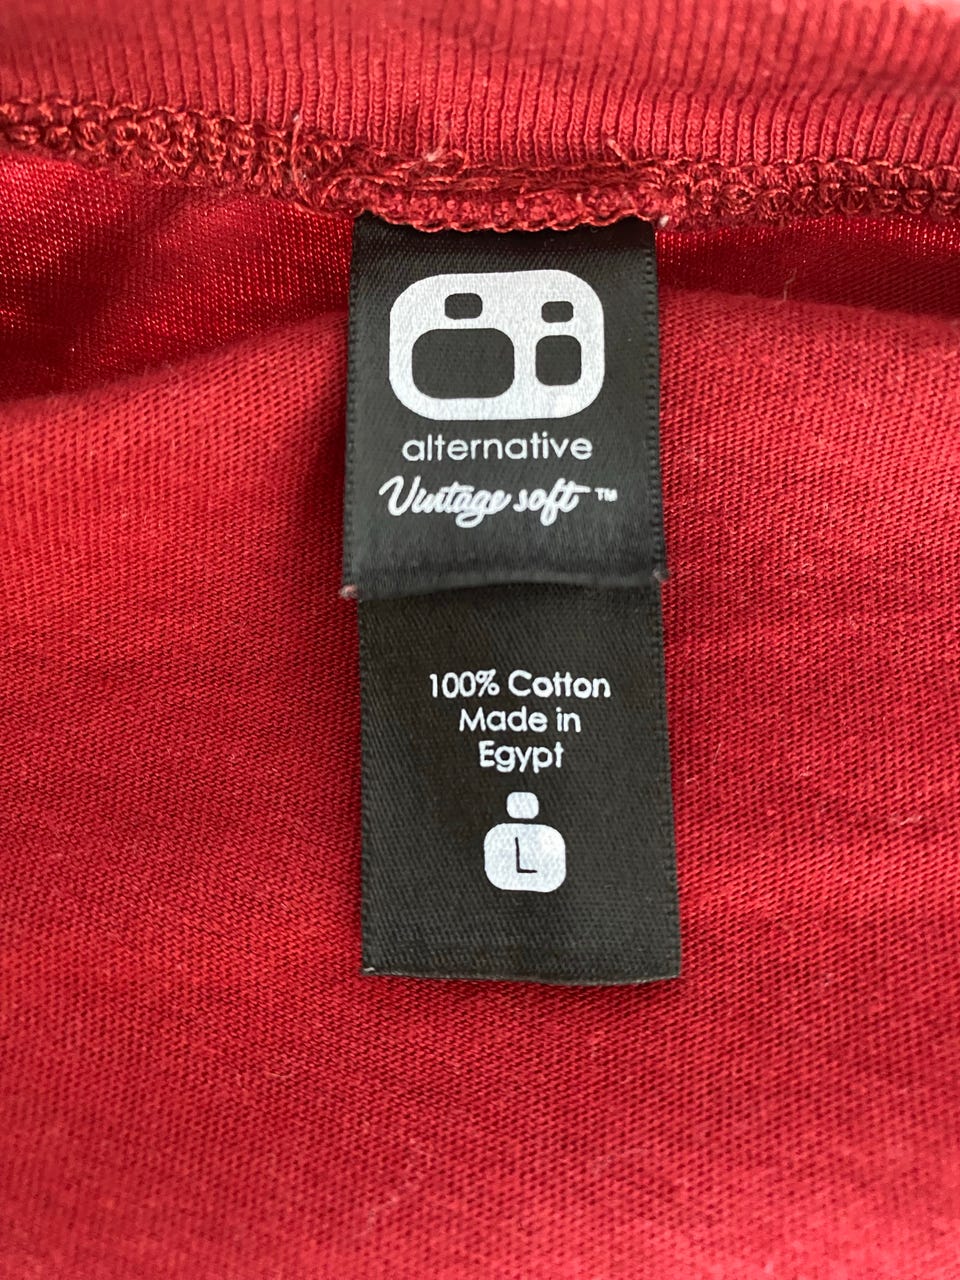 alternative
Vintage soft™
100% Cotton
Made in
Egypt
L